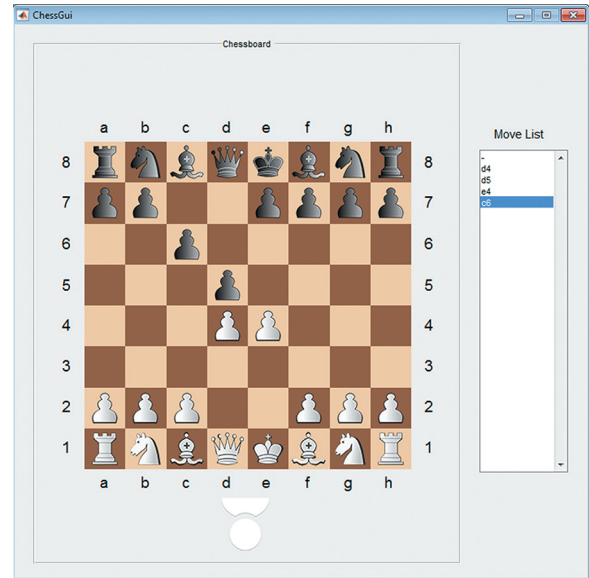 ChessGui
Chessboard
a b c d e f g h
8 8
7 7
6 6
5 5
4 4
3 3
2 2
1 1
a b c d e f g h
Move List
-
d4
d5
e4
c6